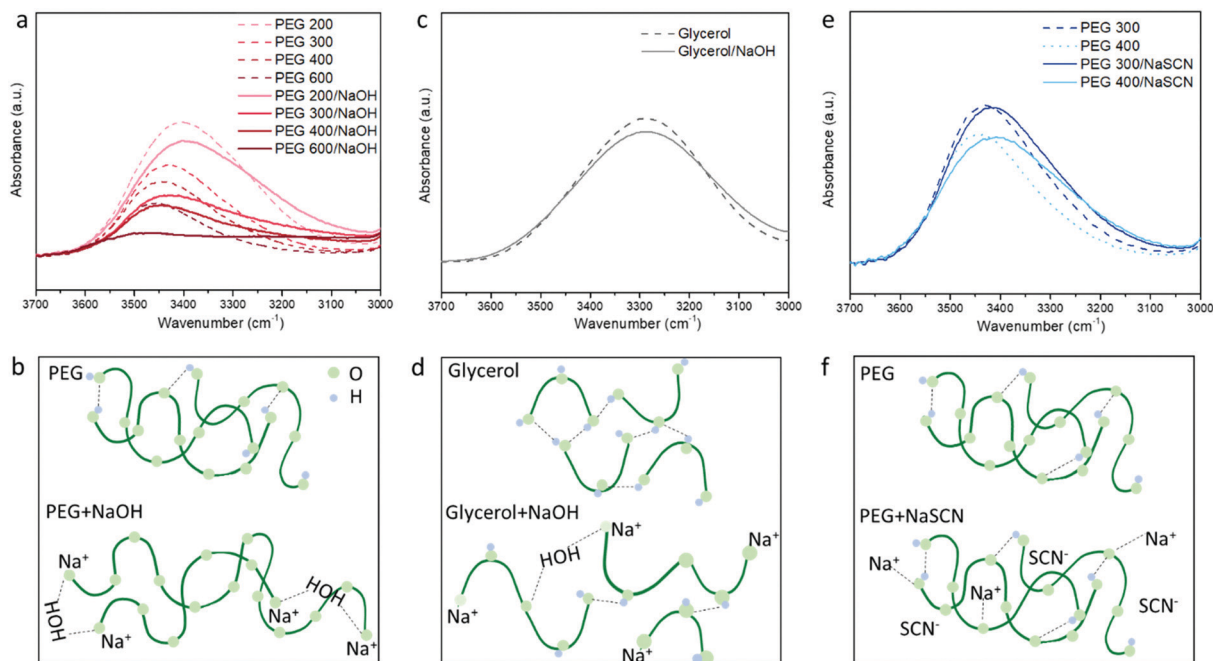 a
PEG 200
PEG 300
PEG 400
PEG 600
PEG 200/NaOH
PEG 300/NaOH
PEG 400/NaOH
PEG 600/NaOH
Absorbance (a.u.)
3700 3600 3500 3400 3300 3200 3100 3000
Wavenumber (cm⁻¹)
c
Glycerol
Glycerol/NaOH
Absorbance (a.u.)
3700 3600 3500 3400 3300 3200 3100 3000
Wavenumber (cm⁻¹)
e
PEG 300
PEG 400
PEG 300/NaSCN
PEG 400/NaSCN
Absorbance (a.u.)
3700 3600 3500 3400 3300 3200 3100 3000
Wavenumber (cm⁻¹)
b
PEG
O
H
PEG+NaOH
Na⁺
HOH
Na⁺
Na⁺
HOH
Na⁺
d
Glycerol
Glycerol+NaOH
Na⁺
HOH
Na⁺
Na⁺
Na⁺
f
PEG
PEG+NaSCN
Na⁺
SCN⁻
Na⁺
Na⁺
SCN⁻
SCN⁻